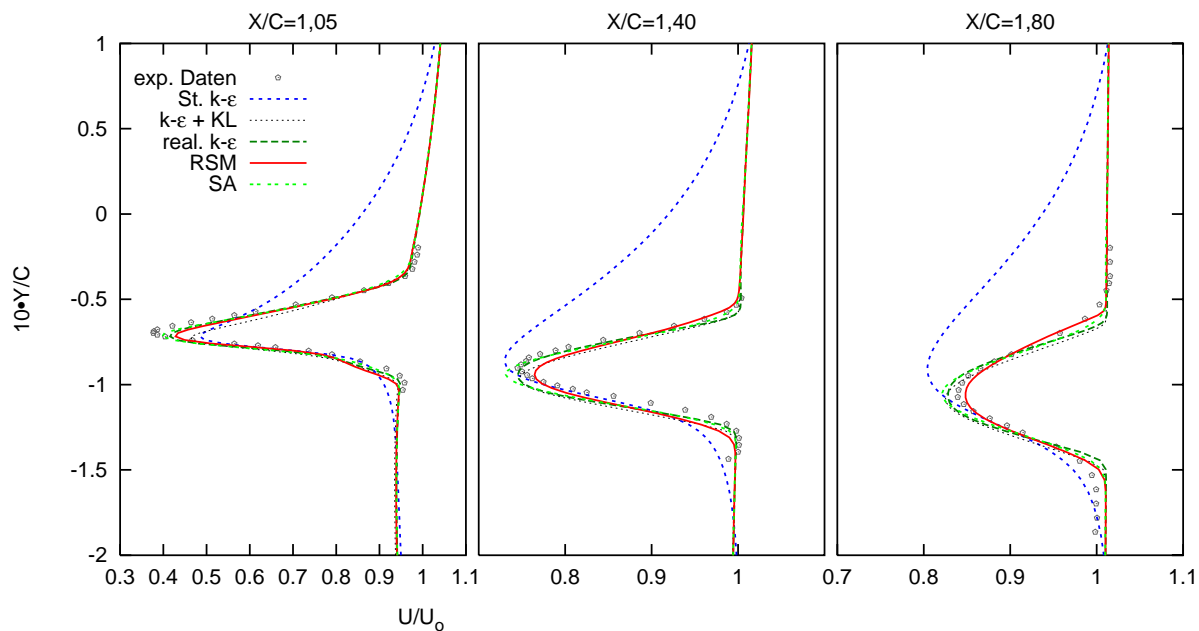 X/C=1,05 X/C=1,40 X/C=1,80
1
0.5
0
-0.5
-1
-1.5
-2
10•Y/C
exp. Daten
St. k-ε
k-ε + KL
real. k-ε
RSM
SA
0.3 0.4 0.5 0.6 0.7 0.8 0.9 1 1.1
0.8 0.9 1
0.7 0.8 0.9 1 1.1
U/Uo